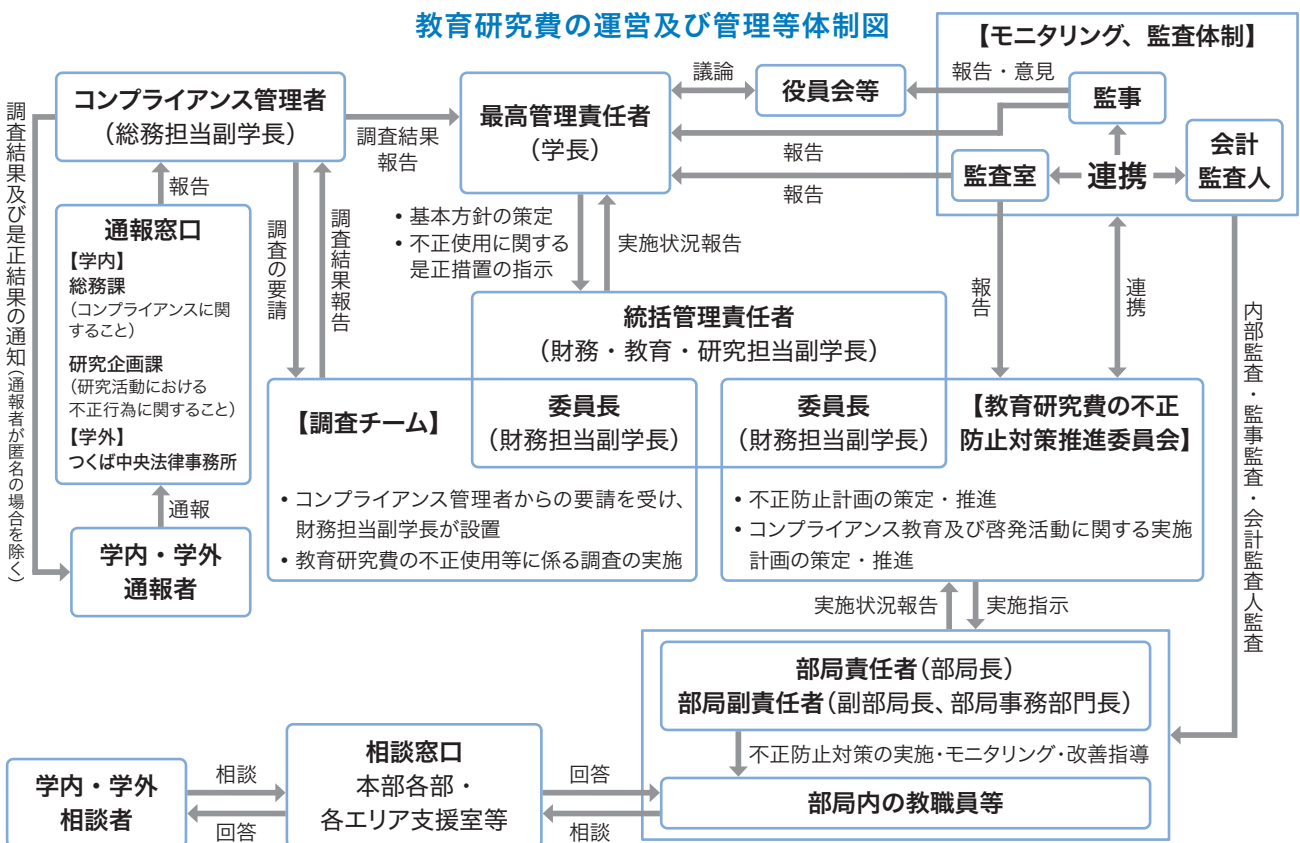 教育研究費の運営及び管理等体制図
コンプライアンス管理者
（総務担当副学長）
調査結果
報告
最高管理責任者
（学長）
議論
役員会等
【モニタリング、監査体制】
報告・意見
監事
報告
監査室
連携
会計
監査人
報告
調査結果及び是正結果の通知（通報者が匿名の場合を除く）
報告
通報窓口
【学内】
総務課
（コンプライアンスに関
すること）
研究企画課
（研究活動における
不正行為に関すること）
【学外】
つくば中央法律事務所
通報
学内・学外
通報者
調査の要請
調査結果報告
• 基本方針の策定
• 不正使用に関する
是正措置の指示
実施状況報告
報告
連携
内部監査・監事監査・会計監査人監査
統括管理責任者
（財務・教育・研究担当副学長）
【調査チーム】
委員長
（財務担当副学長）
• コンプライアンス管理者からの要請を受け、
財務担当副学長が設置
• 教育研究費の不正使用等に係る調査の実施
委員長
（財務担当副学長）
【教育研究費の不正
防止対策推進委員会】
• 不正防止計画の策定・推進
• コンプライアンス教育及び啓発活動に関する実施
計画の策定・推進
実施状況報告
実施指示
部局責任者（部局長）
部局副責任者（副部局長、部局事務部門長）
不正防止対策の実施・モニタリング・改善指導
部局内の教職員等
学内・学外
相談者
相談
回答
相談窓口
本部各部・
各エリア支援室等
回答
相談